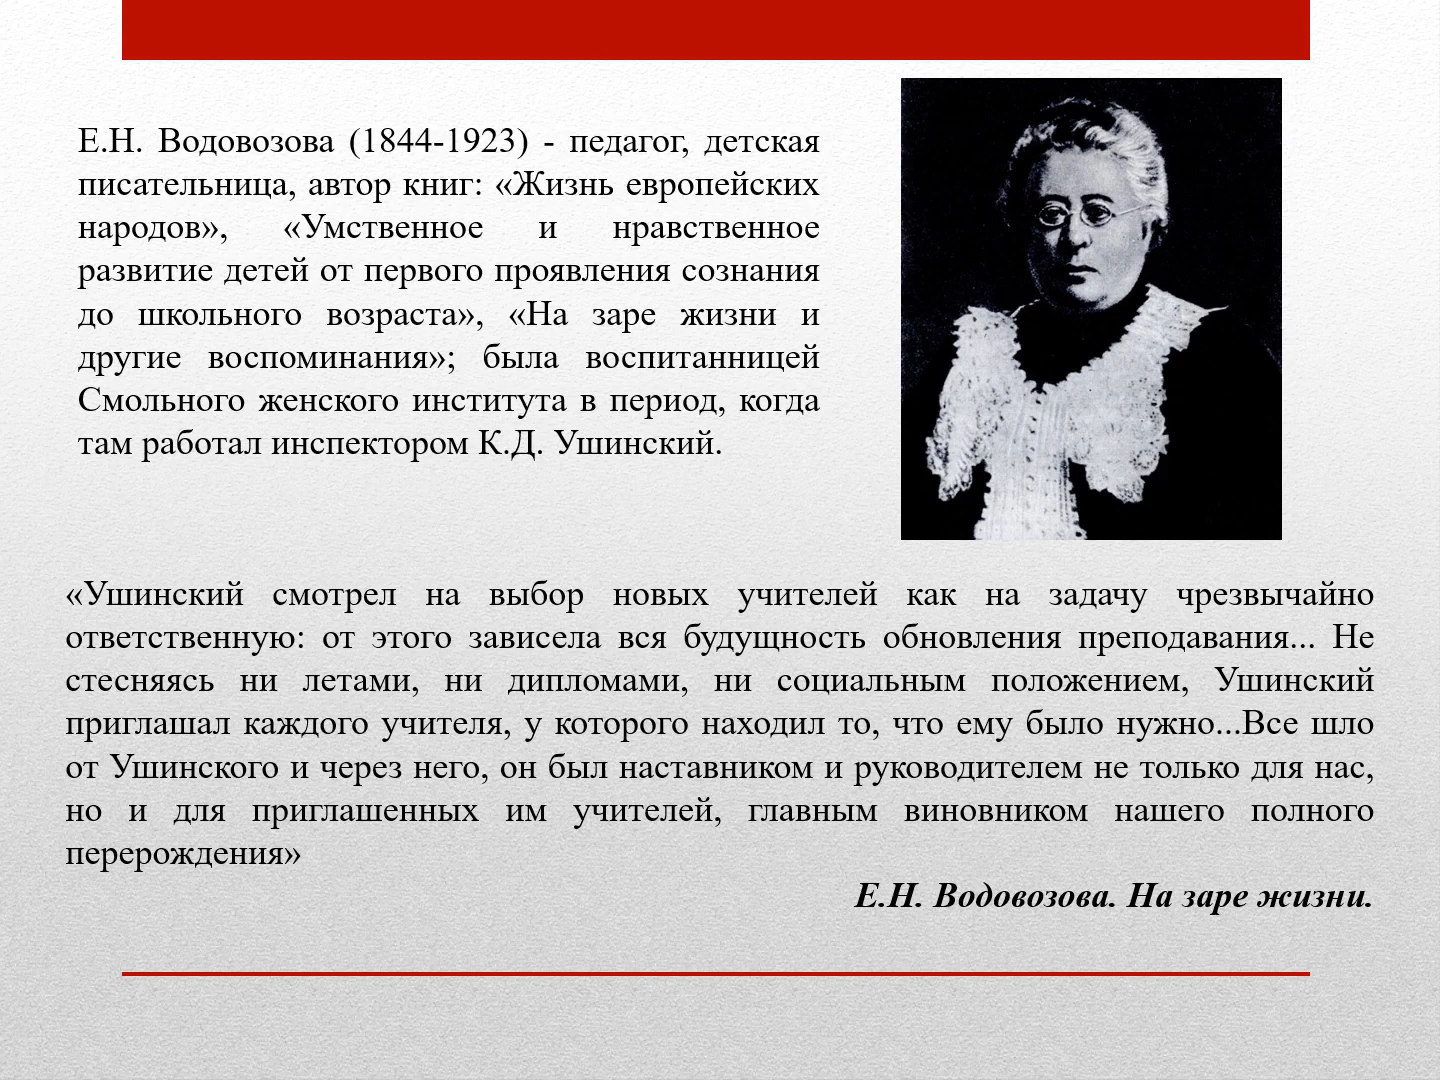 Е.Н. Водовозова (1844-1923) - педагог, детская
писательница, автор книг: «Жизнь европейских
народов», «Умственное и нравственное
развитие детей от первого проявления сознания
до школьного возраста», «На заре жизни и
другие воспоминания»; была воспитанницей
Смольного женского института в период, когда
там работал инспектором К.Д. Ушинский.
«Ушинский смотрел на выбор новых учителей как на задачу чрезвычайно
ответственную: от этого зависела вся будущность обновления преподавания... Не
стесняясь ни летами, ни дипломами, ни социальным положением, Ушинский
приглашал каждого учителя, у которого находил то, что ему было нужно...Все шло
от Ушинского и через него, он был наставником и руководителем не только для нас,
но и для приглашенных им учителей, главным виновником нашего полного
перерождения»
Е.Н. Водовозова. На заре жизни.